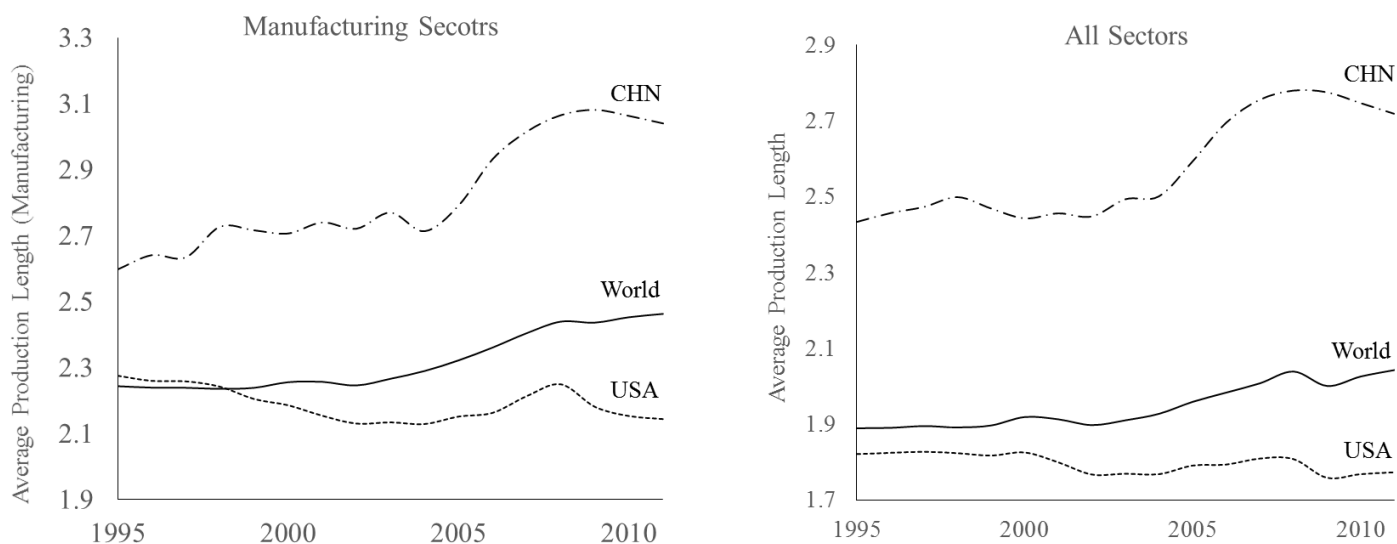 Manufacturing Secotrs
Average Production Length (Manufacturing)
3.3
3.1
2.9
2.7
2.5
2.3
2.1
1.9
CHN
World
USA
1995 2000 2005 2010
All Sectors
Average Production Length
2.9
2.7
2.5
2.3
2.1
1.9
1.7
CHN
World
USA
1995 2000 2005 2010